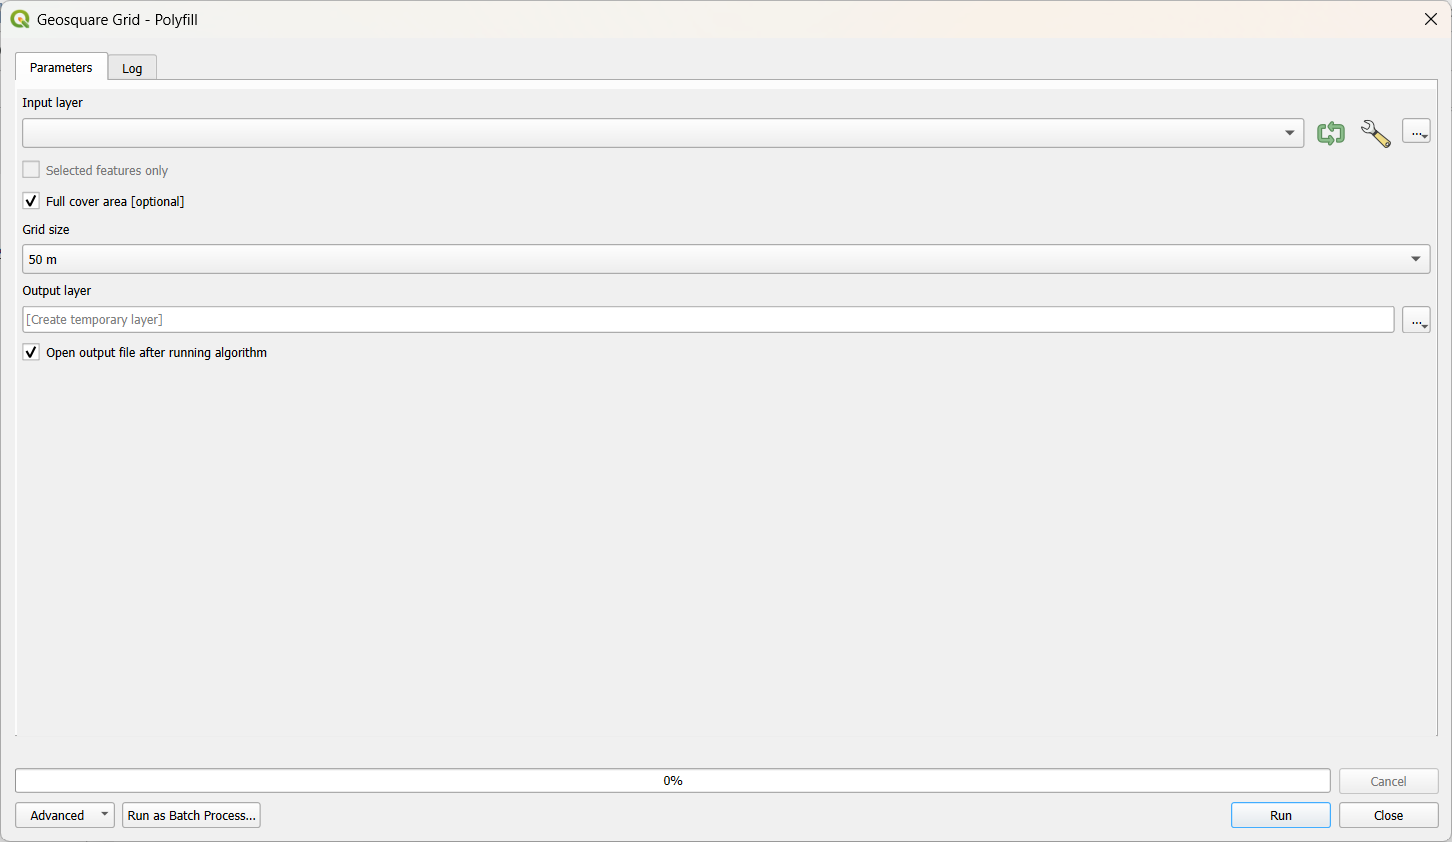 Geosquare Grid - Polyfill
Parameters
Log
Input layer
...
Selected features only
Full cover area [optional]
Grid size
50 m
Output layer
[Create temporary layer]
...
Open output file after running algorithm
0%
Cancel
Advanced
Run as Batch Process...
Run
Close